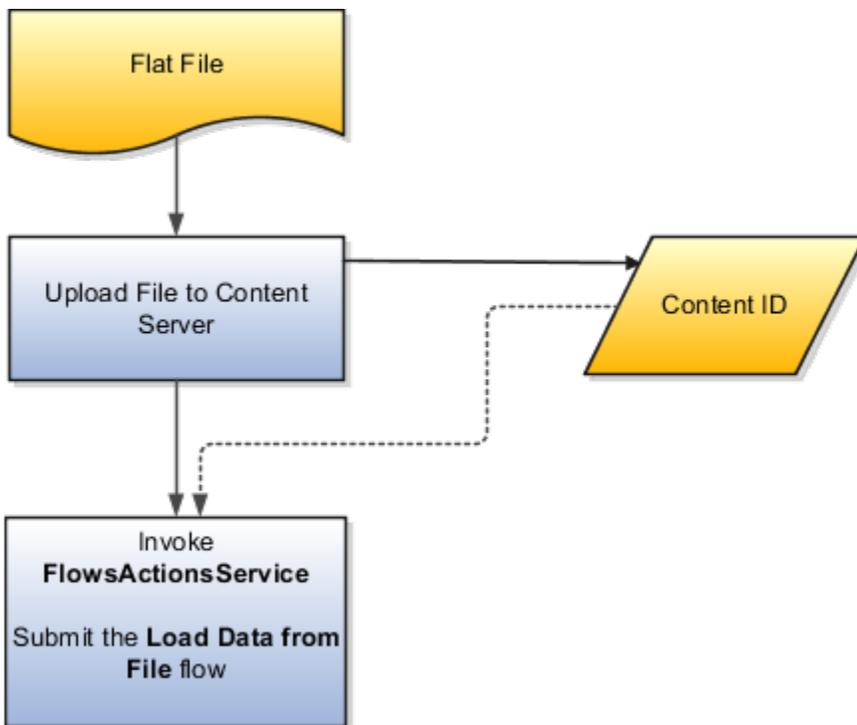 Flat File
Upload File to Content
Server
Content ID
Invoke
FlowsActionsService
Submit the Load Data from
File flow